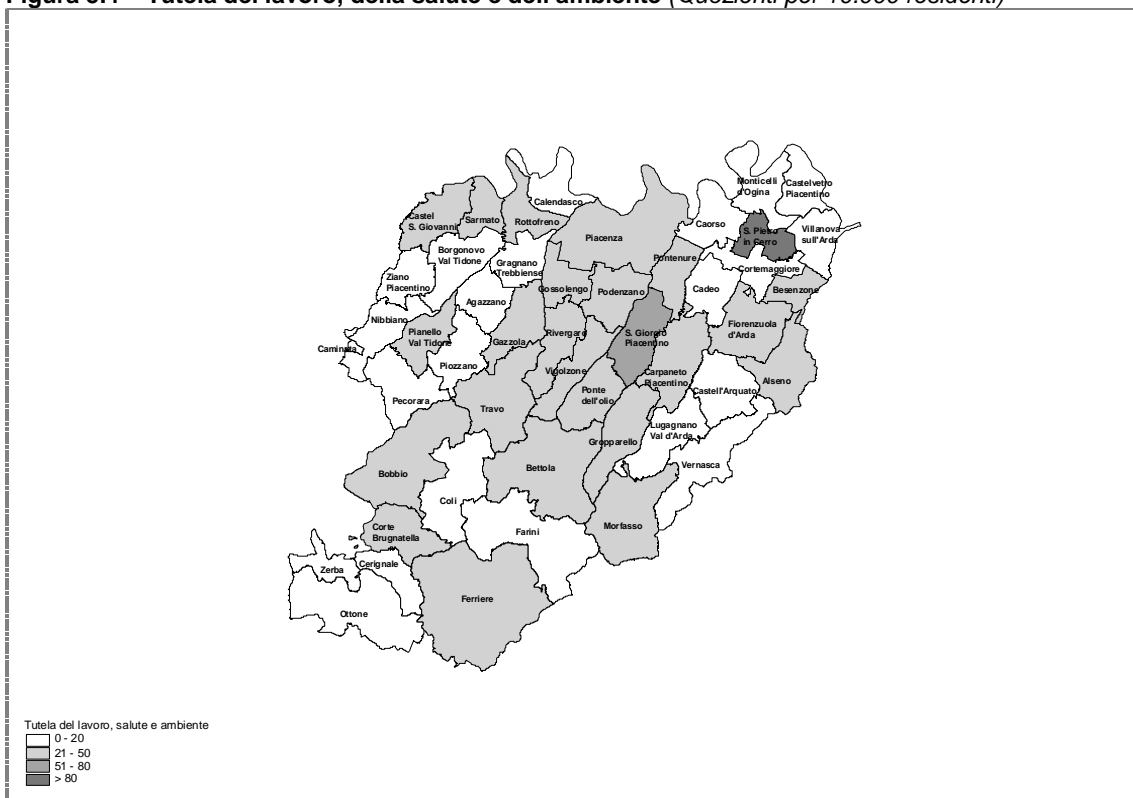 Tutela del lavoro, della salute e dell'ambiente (Quozienti per 10.000 residenti)
Monticelli
d'Ogina
Castelvetro
Piacentino
Calendasco
Castel
S. Giovanni
Sarmato
Rottofreno
Caorso
S. Pietro
in Cerro
Villanova
sull'Arda
Piacenza
Borgonovo
Val Tidone
Gragnano
Trebbiense
Pontenure
Cortemaggiore
Ziano
Piacentino
Gossolengo
Podenzano
Cadeo
Besenzone
Agazzano
Nibbiano
Pianello
Val Tidone
Gazzola
Rivergaro
S. Giorgio
Piacentino
Fiorenzuola
d'Arda
Caminata
Piozzano
Vigolzone
Carpaneto
Piacentino
Alseno
Pecorara
Travo
Ponte
dell'olio
Castell'Arquato
Lugagnano
Val d'Arda
Gropparello
Bobbio
Bettola
Vernasca
Coli
Corte
Brugnatella
Farini
Morfasso
Zerba
Cerignale
Ferriere
Ottone
Tutela del lavoro, salute e ambiente
0 - 20
21 - 50
51 - 80
> 80